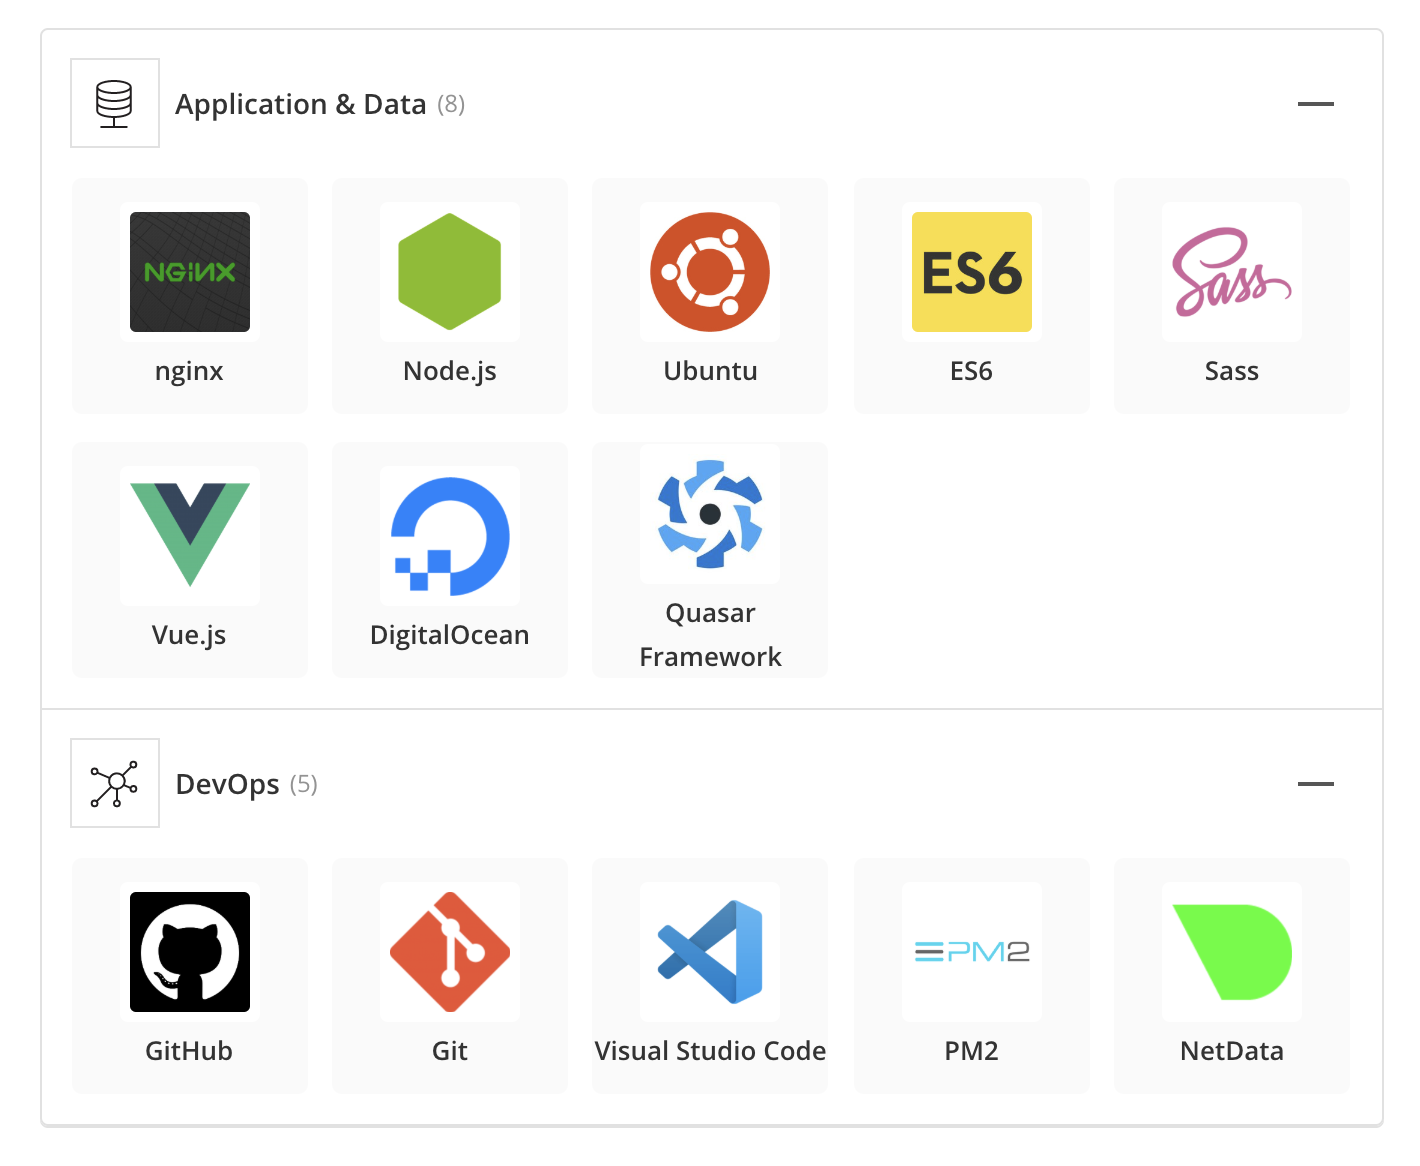 Application & Data (8)
NGINX
ES6
Sass
nginx
Node.js
Ubuntu
ES6
Sass
Vue.js
DigitalOcean
Quasar
Framework
DevOps (5)
PM2
GitHub
Git
Visual Studio Code
PM2
NetData